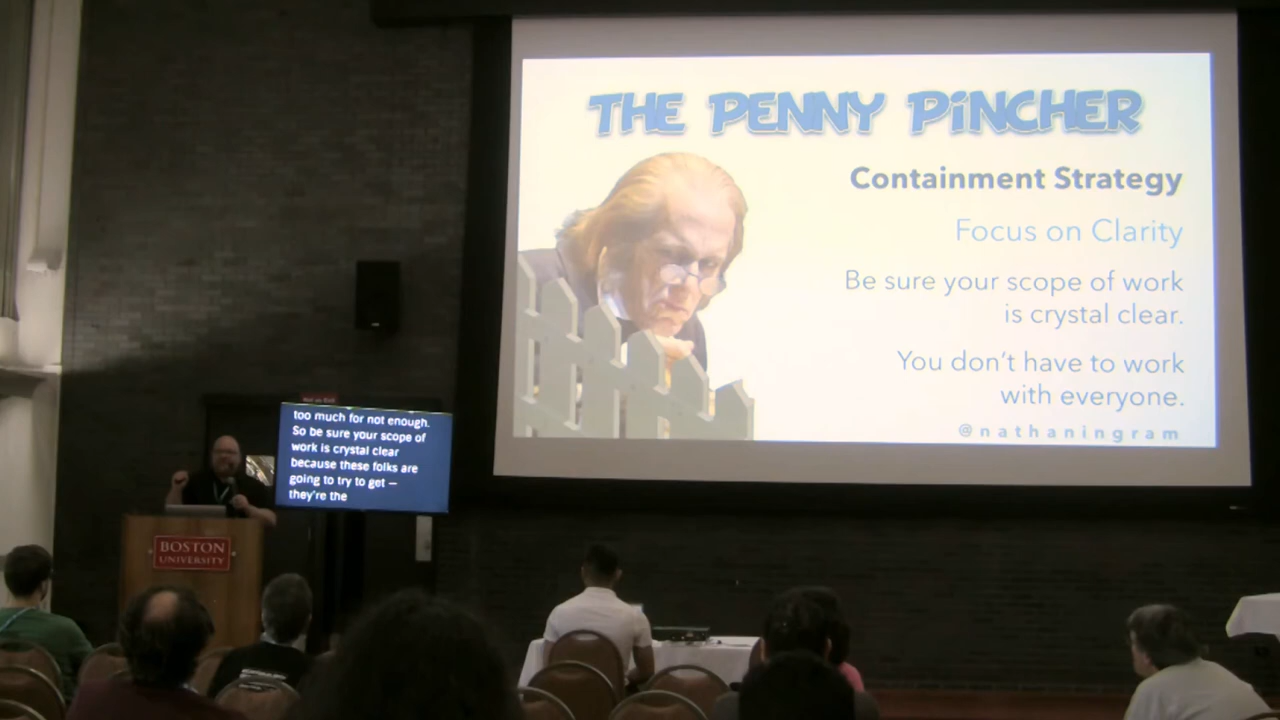 THE PENNY PiNCHER
Containment Strategy
Focus on Clarity
Be sure your scope of work
is crystal clear.
You don't have to work
with everyone.
@nathaningram
too much for not enough.
So be sure your scope of
work is crystal clear
because these folks are
going to try to get —
they're the
BOSTON
UNIVERSITY